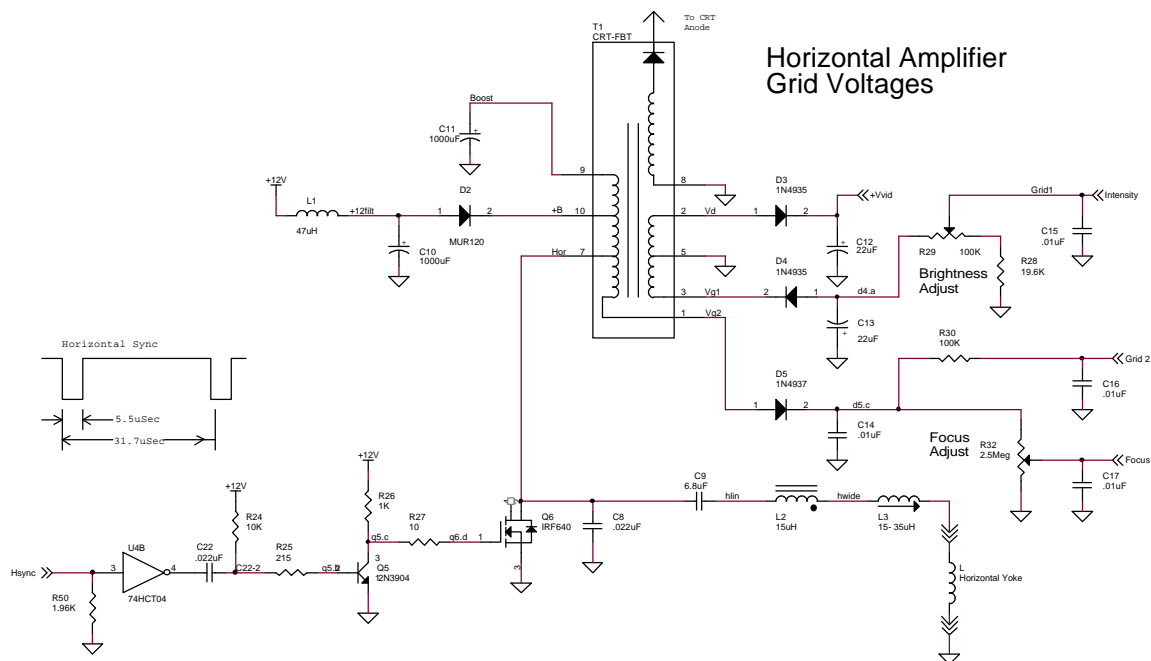 To CRT
Anode
T1
CRT-FBT
Horizontal Amplifier
Grid Voltages
Boost
C11
1000uF
+
9
8
+12V
L1
47uH
+12filt
C10
1000uF
+
D2
1
2
MUR120
+B
10
Hor
7
2
Vd
D3
1N4935
1
2
+Vvid
C12
22uF
+
5
3
Vg1
D4
1N4935
2
1
d4.a
C13
22uF
+
1
Vg2
Grid1
Intensity
R29
100K
C15
.01uF
R28
19.6K
Brightness
Adjust
R30
100K
Grid 2
C16
.01uF
D5
1N4937
1
2
d5.c
C14
.01uF
Focus
Adjust
R32
2.5Meg
Focus
C17
.01uF
Horizontal Sync
5.5uSec
31.7uSec
Hsync
R50
1.96K
U4B
3
4
74HCT04
C22
.022uF
+12V
R24
10K
C22-2
R25
215
q5.b
2
+12V
R26
1K
q5.c
3
Q5
2N3904
1
R27
10
q6.d
1
Q6
IRF640
3
C8
.022uF
C9
6.8uF
hlin
L2
15uH
hwide
L3
15- 35uH
L
Horizontal Yoke